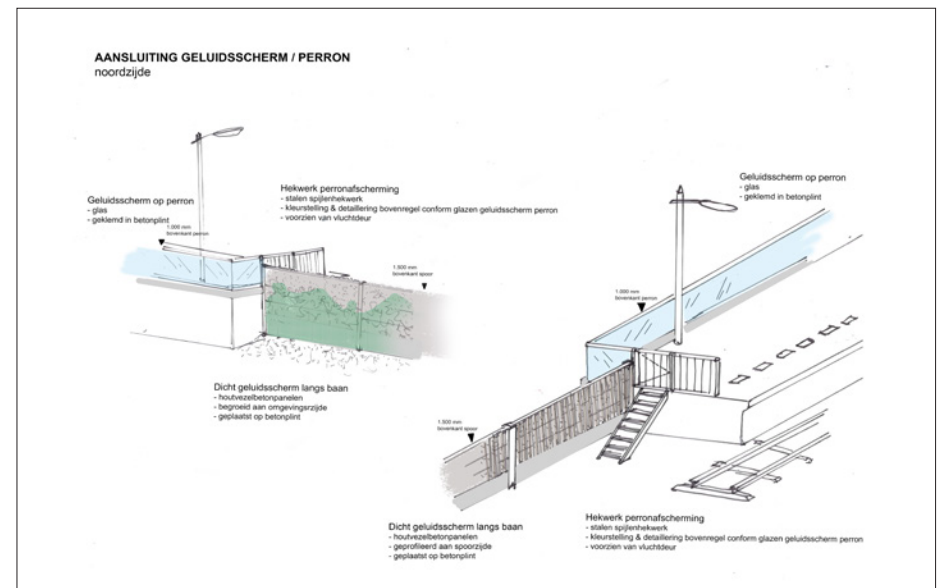 AANSLUITING GELUIDSSCHERM / PERRON
noordzijde
Geluidsscherm op perron
- glas
- geklemd in betonplint
1.000 mm
bovenkant perron
Hekwerk perronafscherming
- stalen spijlenhekwerk
- kleurstelling & detaillering bovenregel conform glazen geluidsscherm perron
- voorzien van vluchtdeur
1.500 mm
bovenkant spoor
Dicht geluidsscherm langs baan
- houtvezelbetonpanelen
- begroeid aan omgevingsrzijde
- geplaatst op betonplint
Geluidsscherm op perron
- glas
- geklemd in betonplint
1.000 mm
bovenkant perron
1.500 mm
bovenkant spoor
Dicht geluidsscherm langs baan
- houtvezelbetonpanelen
- geprofileerd aan spoorzijde
- geplaatst op betonplint
Hekwerk perronafscherming
- stalen spijlenhekwerk
- kleurstelling & detaillering bovenregel conform glazen geluidsscherm perron
- voorzien van vluchtdeur